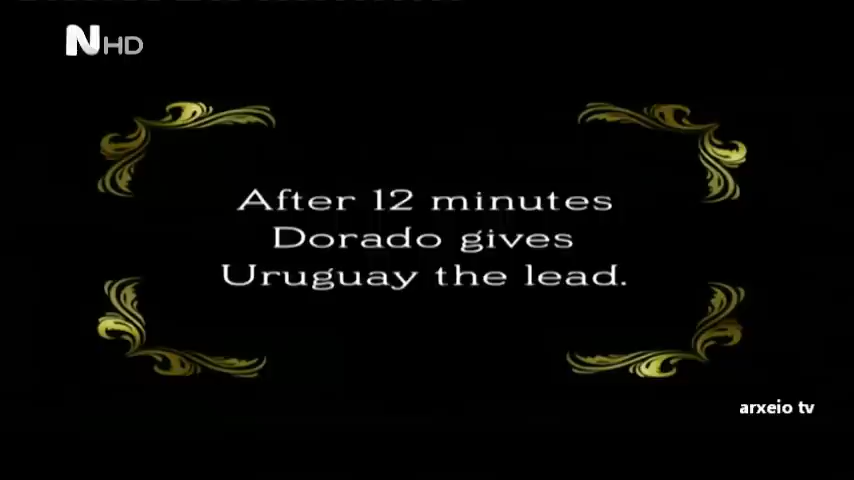 NHD
After 12 minutes
Dorado gives
Uruguay the lead.
arxeio tv